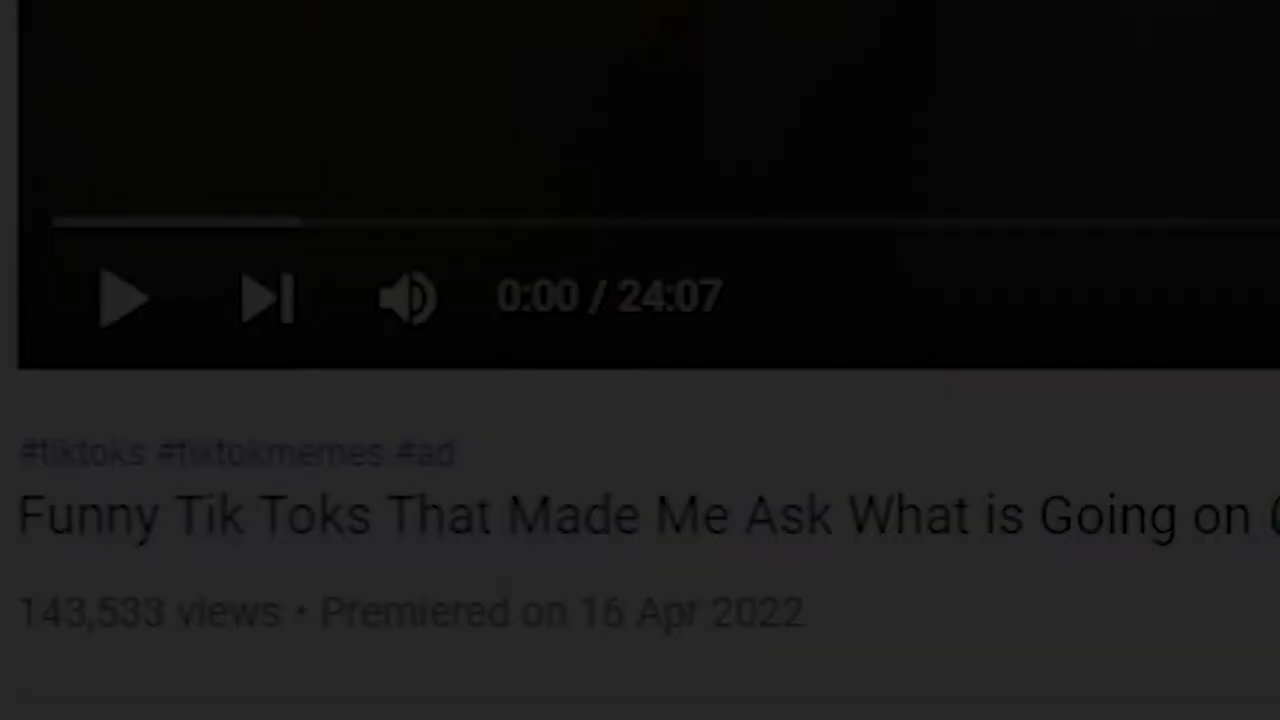 0:00 / 24:07
#tiktoks #tiktokmemes #ad
Funny Tik Toks That Made Me Ask What is Going on
143,533 views • Premiered on 16 Apr 2022